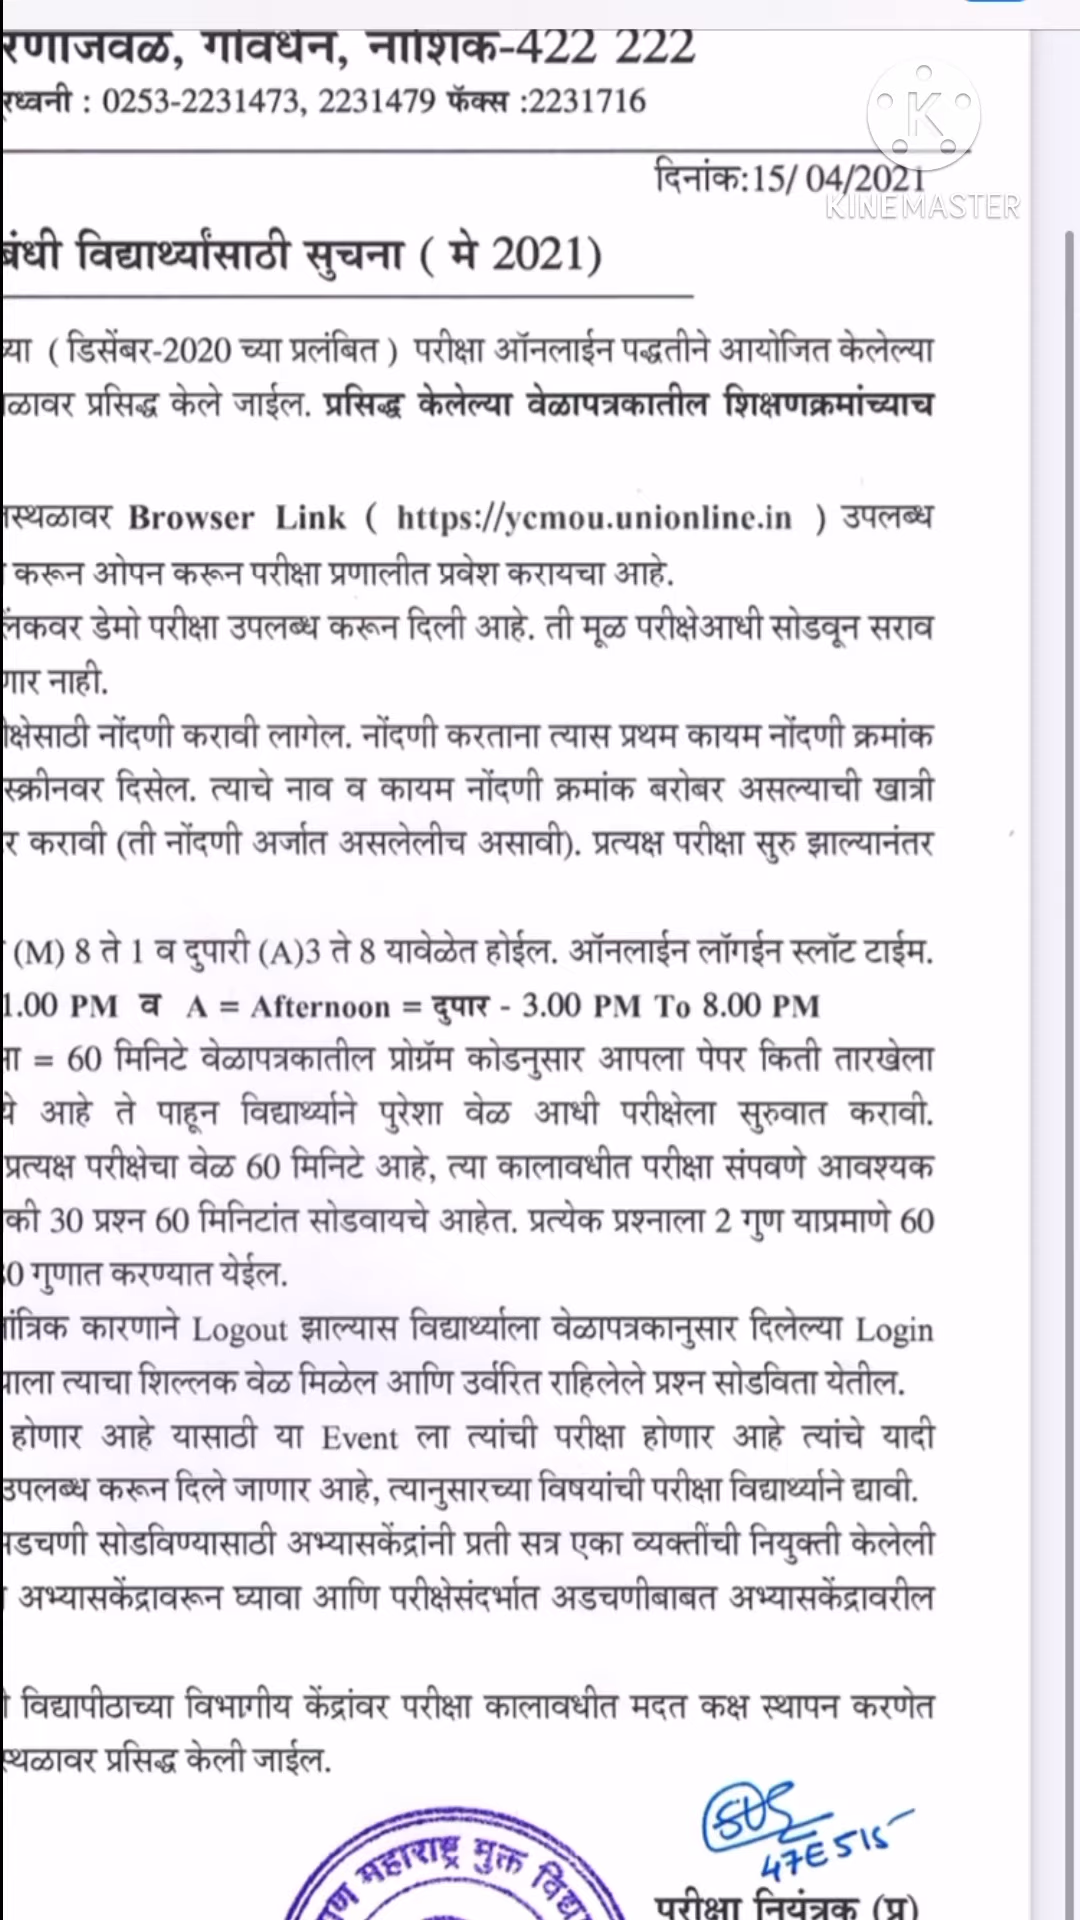 रणाजवळ, गोवर्धन, नाशिक-422 222
रध्वनी : 0253-2231473, 2231479 फॅक्स :2231716
दिनांक:15/ 04/2021
KINEMASTER
बंधी विद्यार्थ्यांसाठी सुचना ( मे 2021)
च्या ( डिसेंबर-2020 च्या प्रलंबित ) परीक्षा ऑनलाईन पद्धतीने आयोजित केलेल्या
ळावर प्रसिद्ध केले जाईल. प्रसिद्ध केलेल्या वेळापत्रकातील शिक्षणक्रमांच्याच
स्थळावर Browser Link ( https://ycmou.unionline.in ) उपलब्ध
करून ओपन करून परीक्षा प्रणालीत प्रवेश करायचा आहे.
लिंकवर डेमो परीक्षा उपलब्ध करून दिली आहे. ती मूळ परीक्षेआधी सोडवून सराव
णार नाही.
क्षेसाठी नोंदणी करावी लागेल. नोंदणी करताना त्यास प्रथम कायम नोंदणी क्रमांक
स्क्रीनवर दिसेल. त्याचे नाव व कायम नोंदणी क्रमांक बरोबर असल्याची खात्री
र करावी (ती नोंदणी अर्जात असलेलीच असावी). प्रत्यक्ष परीक्षा सुरु झाल्यानंतर
(M) 8 ते 1 व दुपारी (A)3 ते 8 यावेळेत होईल. ऑनलाईन लॉगईन स्लॉट टाईम.
1.00 PM व A = Afternoon = दुपार - 3.00 PM To 8.00 PM
= 60 मिनिटे वेळापत्रकातील प्रोग्रॅम कोडनुसार आपला पेपर किती तारखेला
ये आहे ते पाहून विद्यार्थ्याने पुरेशा वेळ आधी परीक्षेला सुरुवात करावी.
प्रत्यक्ष परीक्षेचा वेळ 60 मिनिटे आहे, त्या कालावधीत परीक्षा संपवणे आवश्यक
की 30 प्रश्न 60 मिनिटांत सोडवायचे आहेत. प्रत्येक प्रश्नाला 2 गुण याप्रमाणे 60
0 गुणात करण्यात येईल.
तांत्रिक कारणाने Logout झाल्यास विद्यार्थ्याला वेळापत्रकानुसार दिलेल्या Login
याला त्याचा शिल्लक वेळ मिळेल आणि उर्वरित राहिलेले प्रश्न सोडविता येतील.
होणार आहे यासाठी या Event ला त्यांची परीक्षा होणार आहे त्यांचे यादी
उपलब्ध करून दिले जाणार आहे, त्यानुसारच्या विषयांची परीक्षा विद्यार्थ्याने द्यावी.
अडचणी सोडविण्यासाठी अभ्यासकेंद्रांनी प्रती सत्र एका व्यक्तींची नियुक्ती केलेली
अभ्यासकेंद्रावरून घ्यावा आणि परीक्षेसंदर्भात अडचणीबाबत अभ्यासकेंद्रावरील
विद्यापीठाच्या विभागीय केंद्रांवर परीक्षा कालावधीत मदत कक्ष स्थापन करणेत
स्थळावर प्रसिद्ध केली जाईल.
महाराष्ट्र मुक्त
परीक्षा नियंत्रक (प्र)